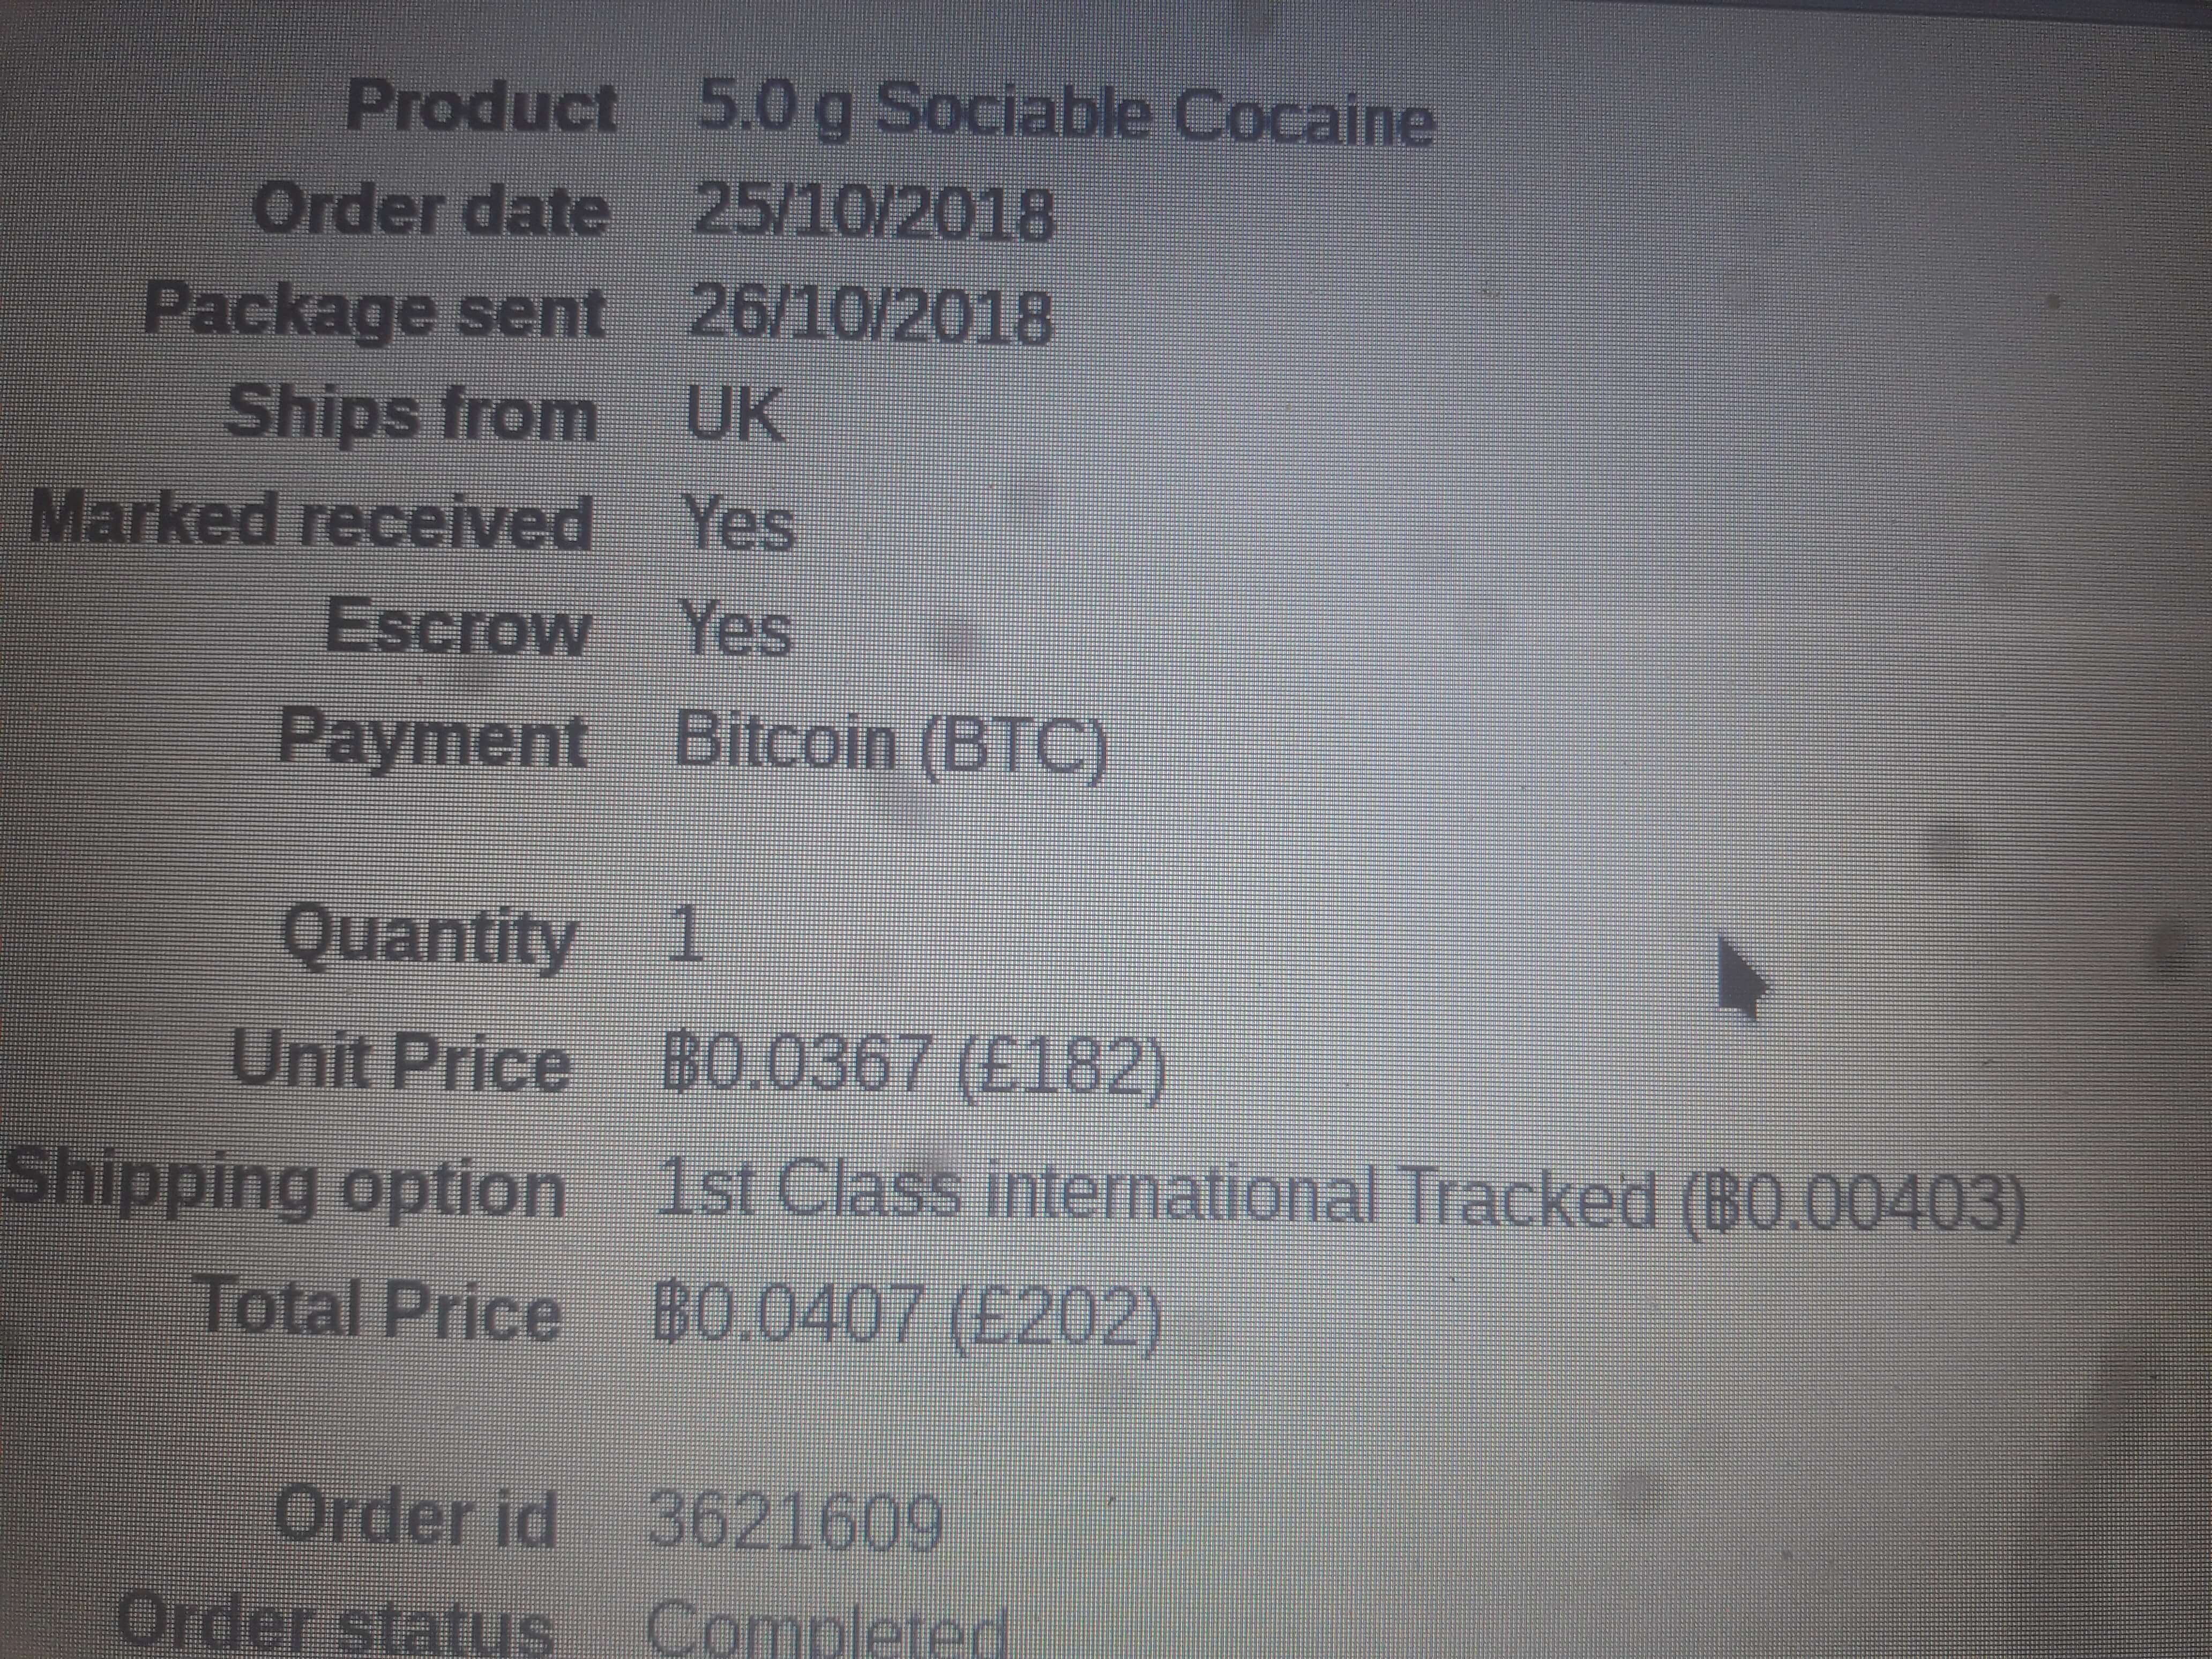 Product 5.0 g Sociable Cocaine
Order date 25/10/2018
Package sent 26/10/2018
Ships from UK
Marked received Yes
Escrow Yes
Payment Bitcoin (BTC)
Quantity 1
Unit Price ฿0.0367 (£182)
Shipping option 1st Class international Tracked (฿0.00403)
Total Price ฿0.0407 (£202)
Order id 3621609
Order status Completed